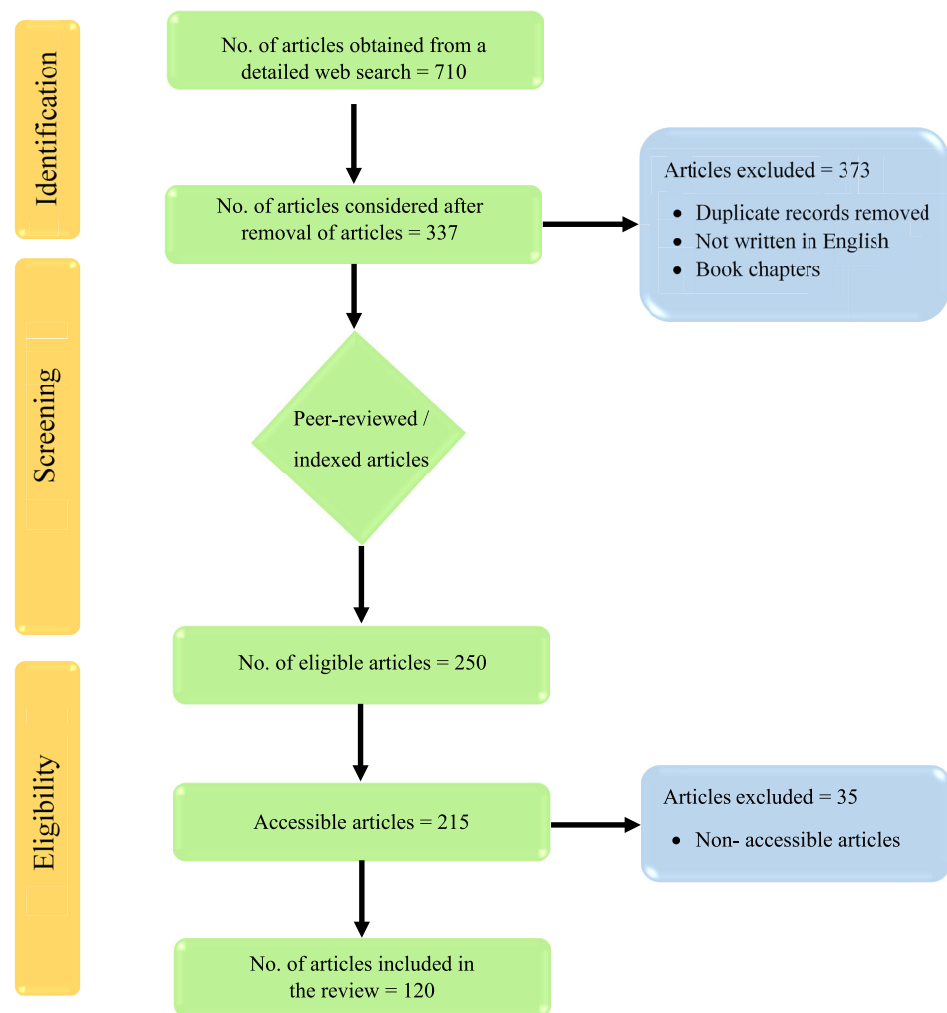 Identification
No. of articles obtained from a
detailed web search = 710
No. of articles considered after
removal of articles = 337
Articles excluded = 373
• Duplicate records removed
• Not written in English
• Book chapters
Screening
Peer-reviewed /
indexed articles
No. of eligible articles = 250
Eligibility
Accessible articles = 215
Articles excluded = 35
• Non- accessible articles
No. of articles included in
the review = 120